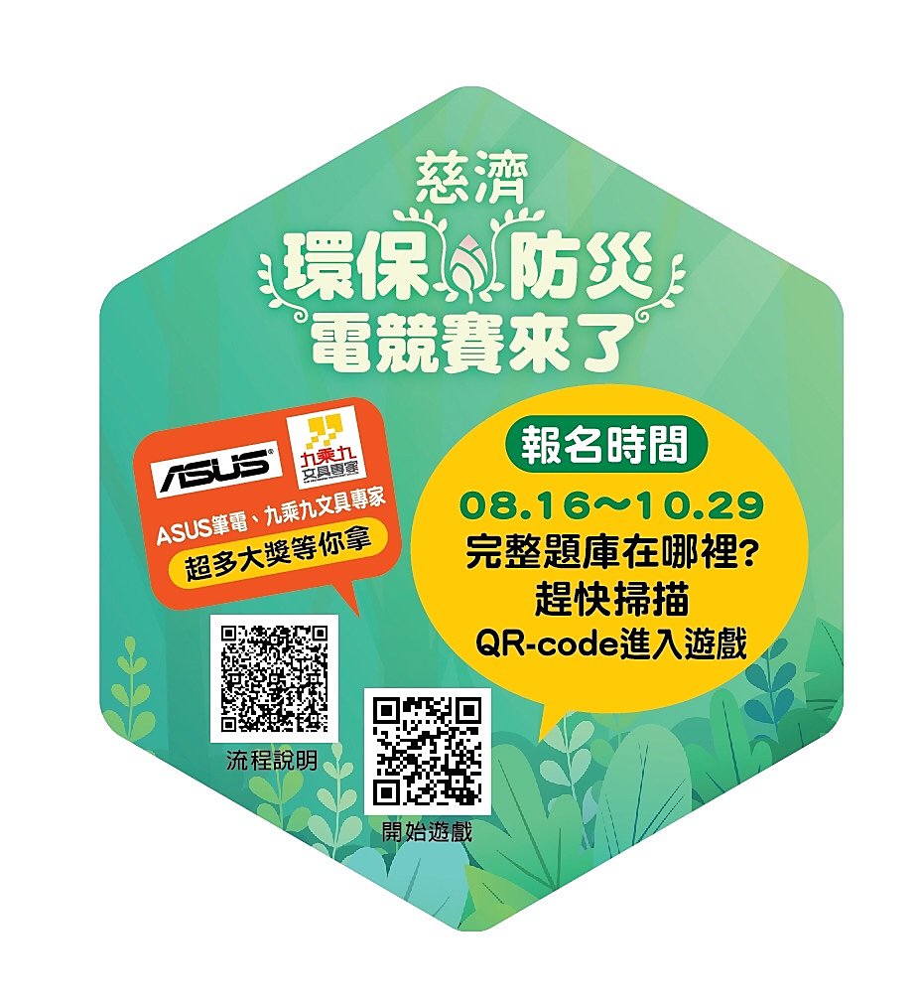 慈濟
環保防災
電競賽來了
ASUS
九乘九
文具專家
ASUS筆電、九乘九文具專家
超多大獎等你拿
報名時間
08.16～10.29
完整題庫在哪裡?
趕快掃描
QR-code進入遊戲
流程說明
開始遊戲